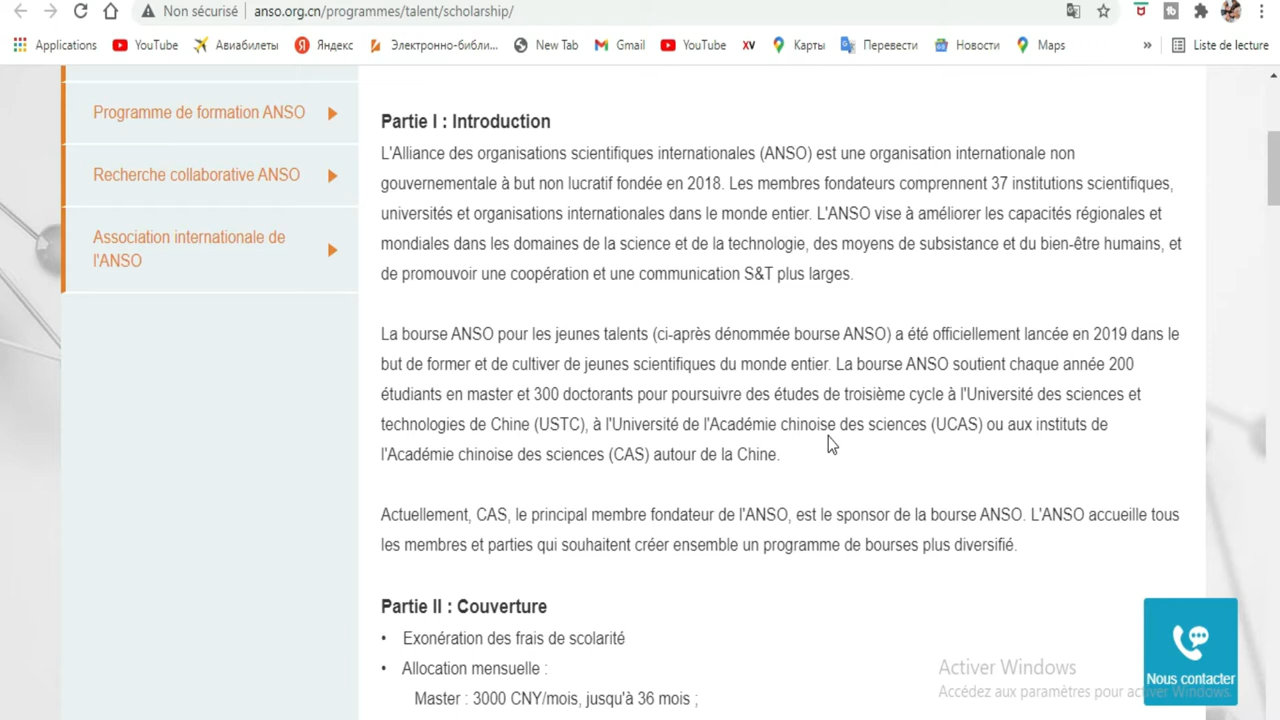 Non sécurisé anso.org.cn/programmes/talent/scholarship/
Applications YouTube Авиабилеты Яндекс Электронно-библи... New Tab Gmail YouTube XV Карты Перевести Новости Maps » Liste de lecture
Programme de formation ANSO
Recherche collaborative ANSO
Association internationale de
l'ANSO
Partie I : Introduction
L'Alliance des organisations scientifiques internationales (ANSO) est une organisation internationale non
gouvernementale à but non lucratif fondée en 2018. Les membres fondateurs comprennent 37 institutions scientifiques,
universités et organisations internationales dans le monde entier. L'ANSO vise à améliorer les capacités régionales et
mondiales dans les domaines de la science et de la technologie, des moyens de subsistance et du bien-être humains, et
de promouvoir une coopération et une communication S&T plus larges.
La bourse ANSO pour les jeunes talents (ci-après dénommée bourse ANSO) a été officiellement lancée en 2019 dans le
but de former et de cultiver de jeunes scientifiques du monde entier. La bourse ANSO soutient chaque année 200
étudiants en master et 300 doctorants pour poursuivre des études de troisième cycle à l'Université des sciences et
technologies de Chine (USTC), à l'Université de l'Académie chinoise des sciences (UCAS) ou aux instituts de
l'Académie chinoise des sciences (CAS) autour de la Chine.
Actuellement, CAS, le principal membre fondateur de l'ANSO, est le sponsor de la bourse ANSO. L'ANSO accueille tous
les membres et parties qui souhaitent créer ensemble un programme de bourses plus diversifié.
Partie II : Couverture
• Exonération des frais de scolarité
• Allocation mensuelle :
Master : 3000 CNY/mois, jusqu'à 36 mois ;
Nous contacter
Activer Windows
Accédez aux paramètres pour activer Windows.